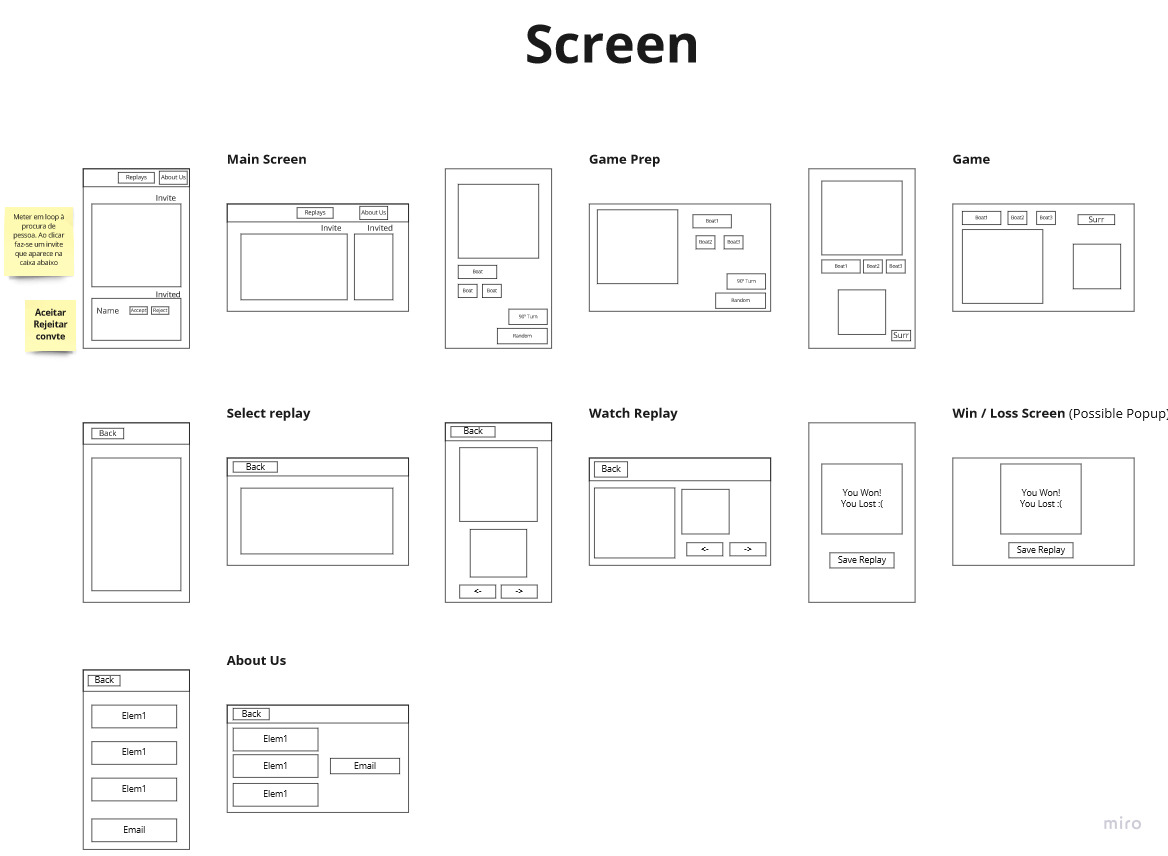 Screen
Main Screen
Game Prep
Game
Replays
About Us
Invite
Meter em loop à
procura de
pessoa. Ao clicar
faz-se um invite
que aparece na
caixa abaixo
Invited
Name
Accept
Reject
Aceitar
Rejeitar
convte
Replays
About Us
Invite
Invited
Boat
Boat
Boat
90º Turn
Random
Boat1
Boat2
Boat3
90º Turn
Random
Boat1
Boat2
Boat3
Surr
Boat1
Boat2
Boat3
Surr
Select replay
Watch Replay
Win / Loss Screen (Possible Popup)
Back
Back
Back
<-
->
Back
<-
->
You Won!
You Lost :(
Save Replay
You Won!
You Lost :(
Save Replay
About Us
Back
Elem1
Elem1
Elem1
Email
Back
Elem1
Elem1
Elem1
Email
miro